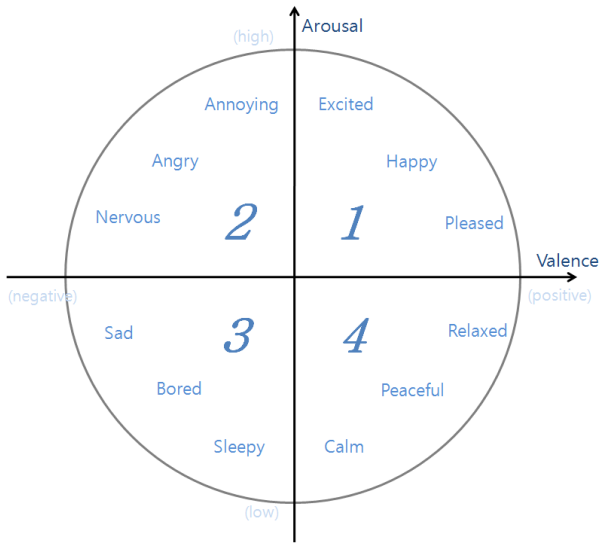 Arousal
(high)
Annoying
Excited
Angry
Happy
Nervous
2
1
Pleased
Valence
(negative)
(positive)
Sad
3
4
Relaxed
Bored
Peaceful
Sleepy
Calm
(low)